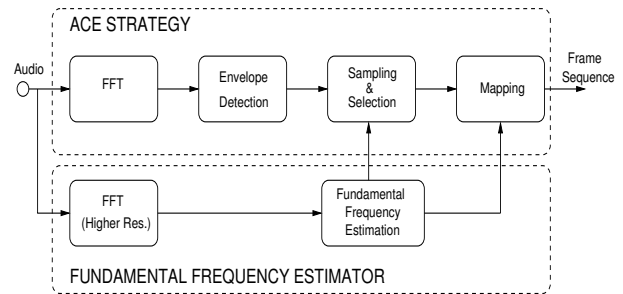 ACE STRATEGY
Audio
FFT
Envelope
Detection
Sampling
&
Selection
Mapping
Frame
Sequence
FFT
(Higher Res.)
Fundamental
Frequency
Estimation
FUNDAMENTAL FREQUENCY ESTIMATOR